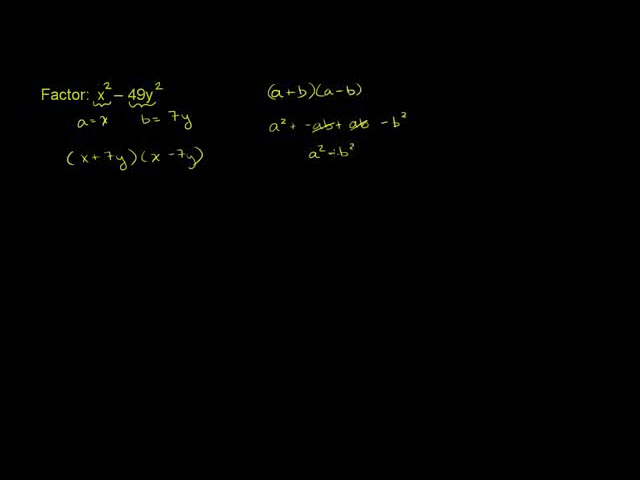 Factor: x² – 49y²
a = x b = 7y
(x + 7y)(x - 7y)
(a + b)(a - b)
a² + -ab + ab - b²
a² - b²